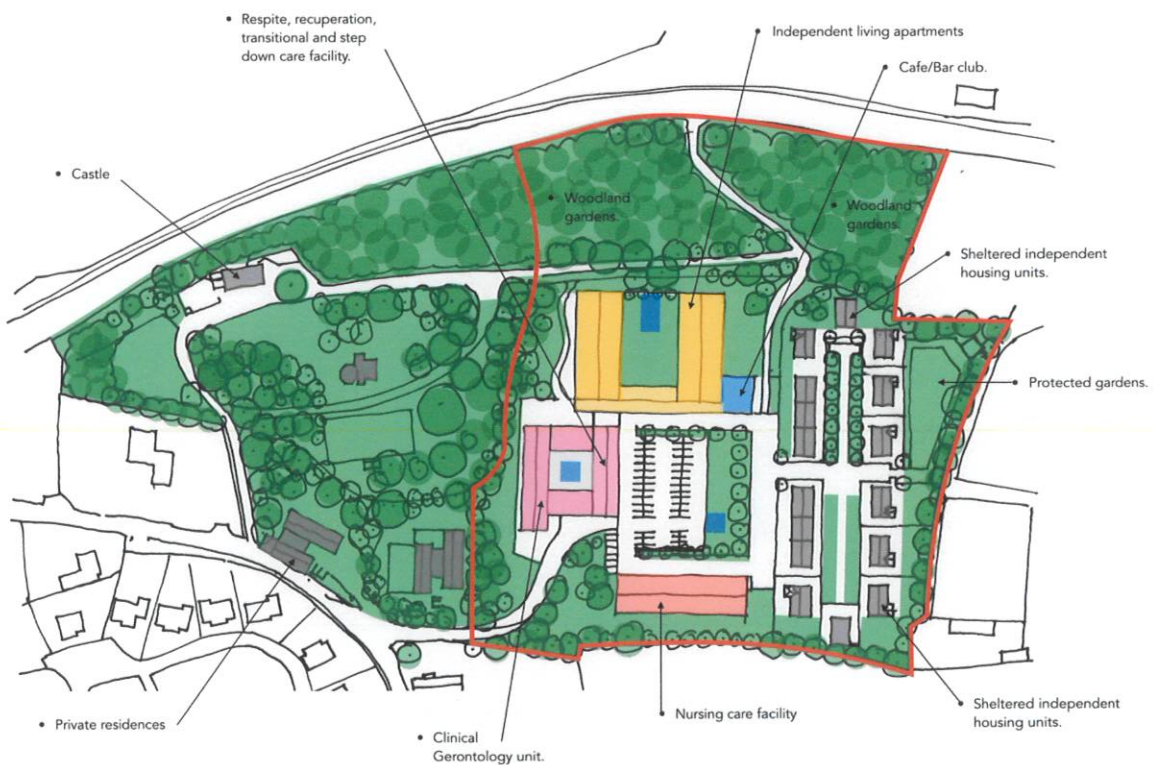 • Respite, recuperation,
transitional and step
down care facility.
• Independent living apartments
• Cafe/Bar club.
• Castle
• Woodland
gardens.
• Woodland
gardens.
• Sheltered independent
housing units.
• Protected gardens.
• Private residences
• Clinical
Gerontology unit.
• Nursing care facility
• Sheltered independent
housing units.